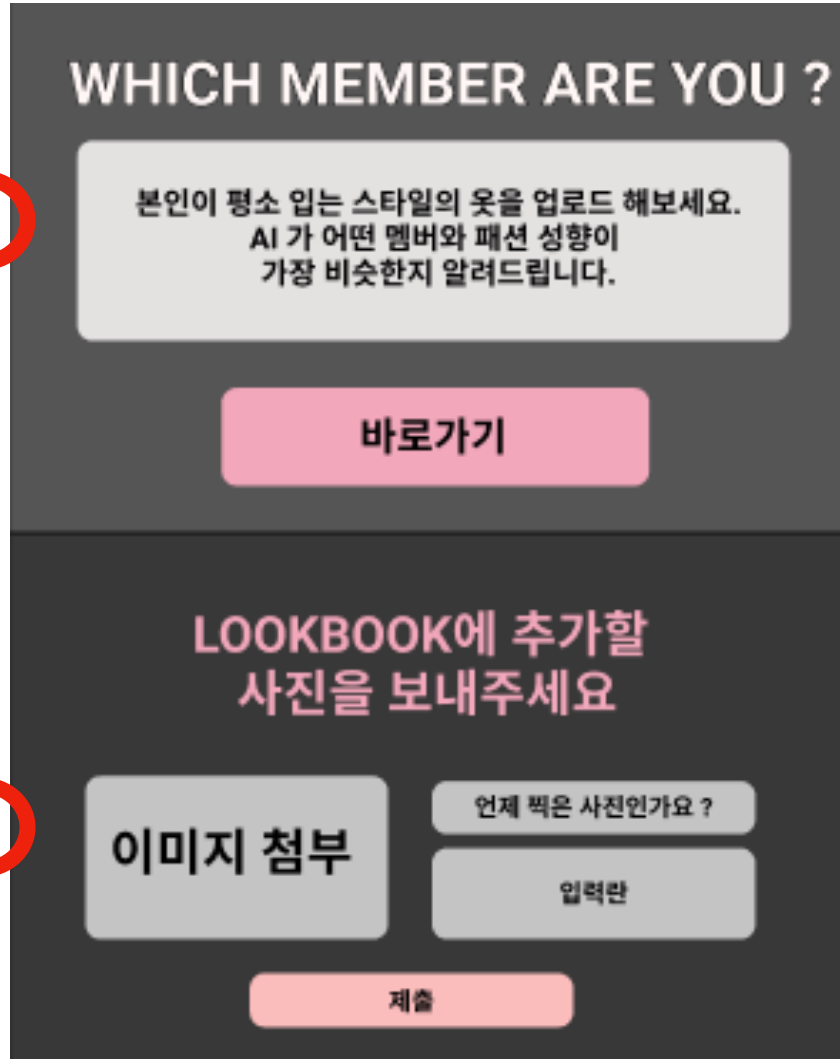 WHICH MEMBER ARE YOU ?
본인이 평소 입는 스타일의 옷을 업로드 해보세요.
AI 가 어떤 멤버와 패션 성향이
가장 비슷한지 알려드립니다.
바로가기
LOOKBOOK에 추가할
사진을 보내주세요
이미지 첨부
언제 찍은 사진인가요 ?
입력란
제출